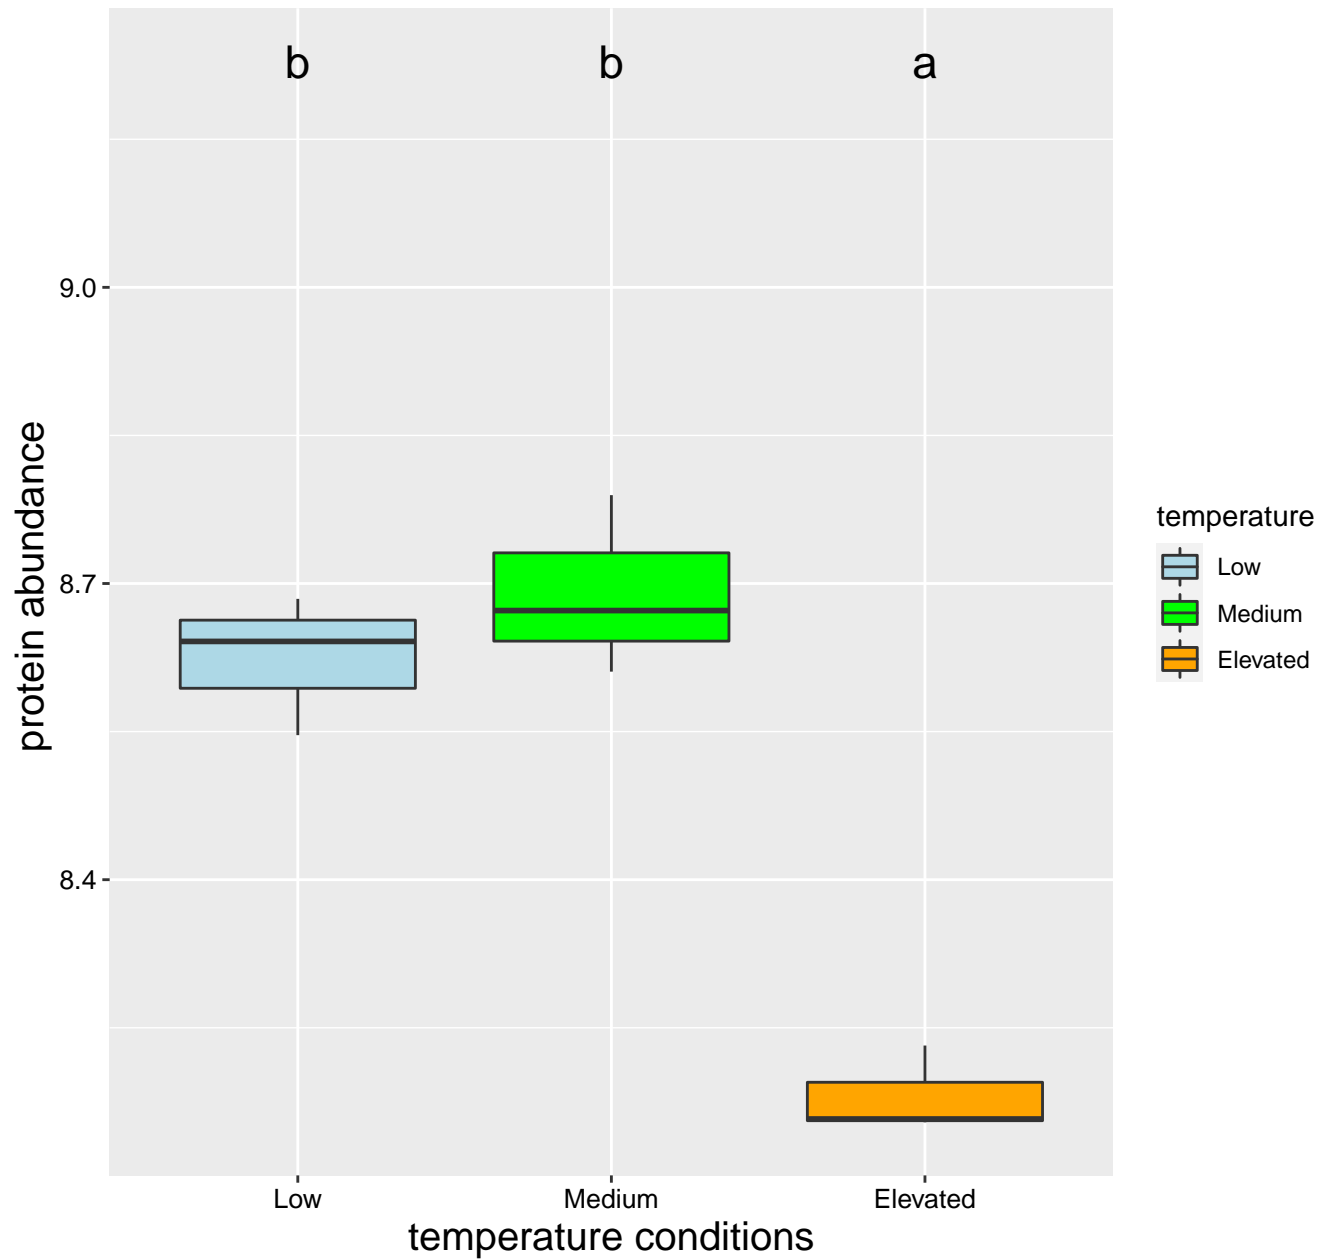 b b a
9.0
8.7
8.4
protein abundance
Low Medium Elevated
temperature conditions
temperature
Low
Medium
Elevated